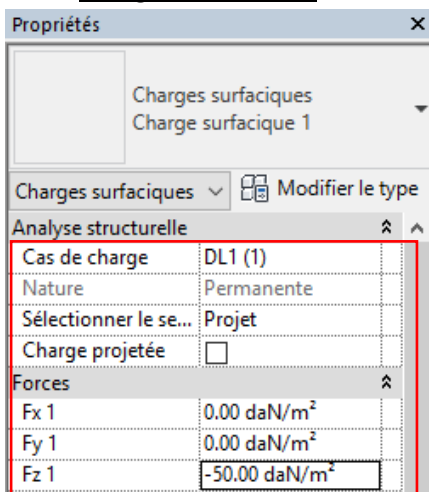 Propriétés
Charges surfaciques
Charge surfacique 1
Charges surfaciques Modifier le type
Analyse structurelle
Cas de charge DL1 (1)
Nature Permanente
Sélectionner le se... Projet
Charge projetée
Forces
Fx 1 0.00 daN/m²
Fy 1 0.00 daN/m²
Fz 1 -50.00 daN/m²